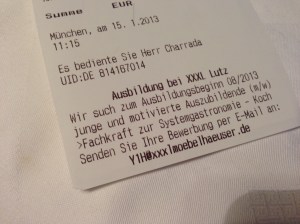 Summe EUR
München, am 15.1.2013
11:15
Es bediente Sie Herr Charrada
UID:DE 814167014
Ausbildung bei XXXL Lutz
Wir such zum Ausbildungsbeginn 08/2013
junge und motivierte Auszubildende (m/w)
>Fachkraft zur Systemgastronomie - Koch
Senden Sie Ihre Bewerbung per E-Mail an:
Y1H@xxxlmoebelhaeuser.de